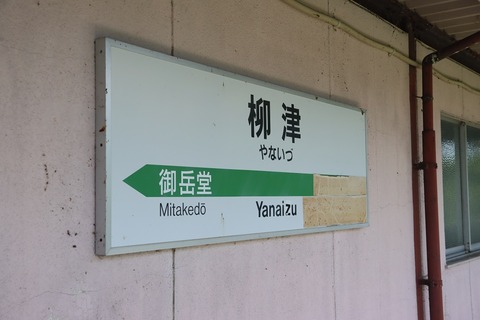 柳津
やないづ
御岳堂
Mitakedō
Yanaizu